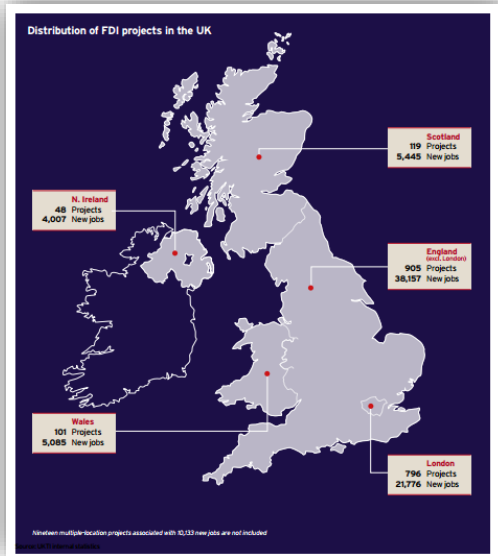 Distribution of FDI projects in the UK
Scotland
119 Projects
5,445 New jobs
N. Ireland
48 Projects
4,007 New jobs
England
(excl. London)
905 Projects
38,157 New jobs
Wales
101 Projects
5,085 New jobs
London
796 Projects
21,776 New jobs
Nineteen multiple-location projects associated with 10,133 new jobs are not included